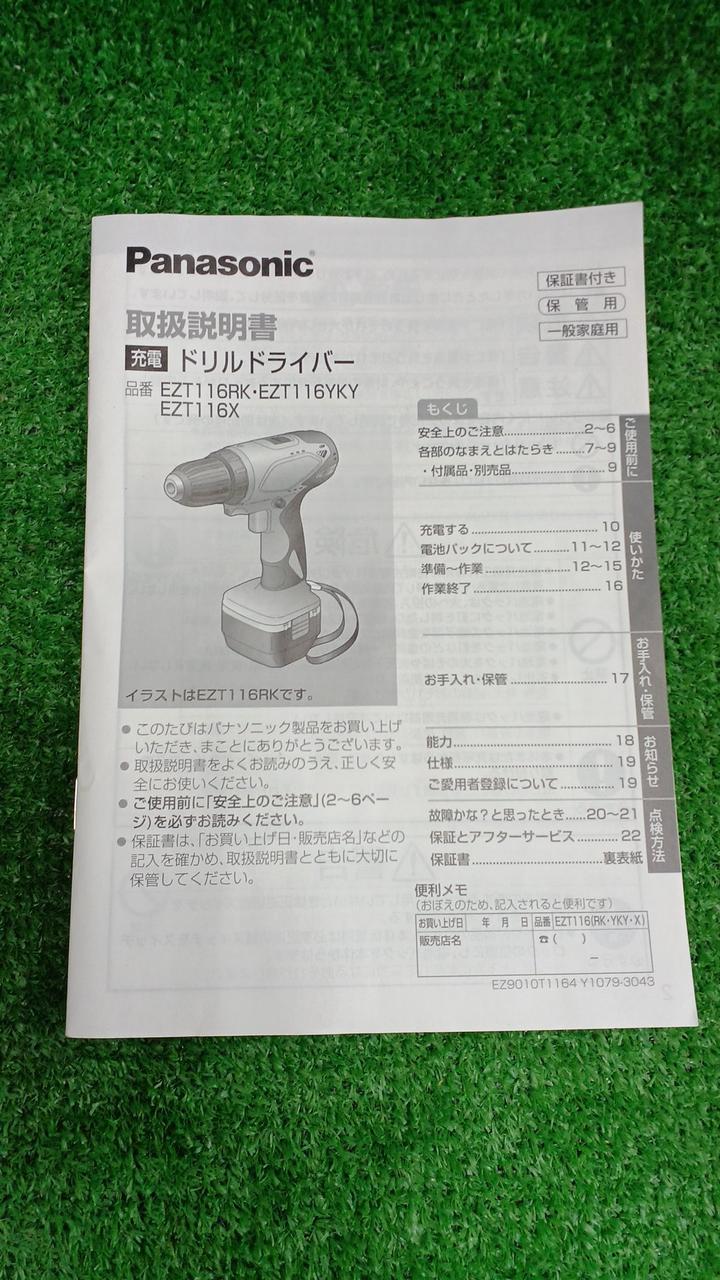 Panasonic®
保証書付き
保管用
一般家庭用
取扱説明書
充電 ドリルドライバー
品番 EZT116RK・EZT116YKY
EZT116X
イラストはEZT116RKです。
● このたびはパナソニック製品をお買い上げ
いただき、まことにありがとうございます。
● 取扱説明書をよくお読みのうえ、正しく安
全にお使いください。
● ご使用前に「安全上のご注意」(2～6ペー
ジ)を必ずお読みください。
● 保証書は、「お買い上げ日・販売店名」などの
記入を確かめ、取扱説明書とともに大切に
保管してください。
もくじ
ご使用前に
安全上のご注意.....................2～6
各部のなまえとはたらき.........7～9
・付属品・別売品........................9
使いかた
充電する................................10
電池パックについて...........11～12
準備～作業......................12～15
作業終了................................16
お手入れ・保管
お手入れ・保管........................17
お知らせ
能力........................................18
仕様........................................19
ご愛用者登録について..............19
点検方法
故障かな?と思ったとき......20～21
保証とアフターサービス...........22
保証書................................裏表紙
便利メモ
(おぼえのため、記入されると便利です)
お買い上げ日 年 月 日 品番 EZT116(RK・YKY・X)
販売店名 ☎( )
－
EZ9010T1164 Y1079-3043